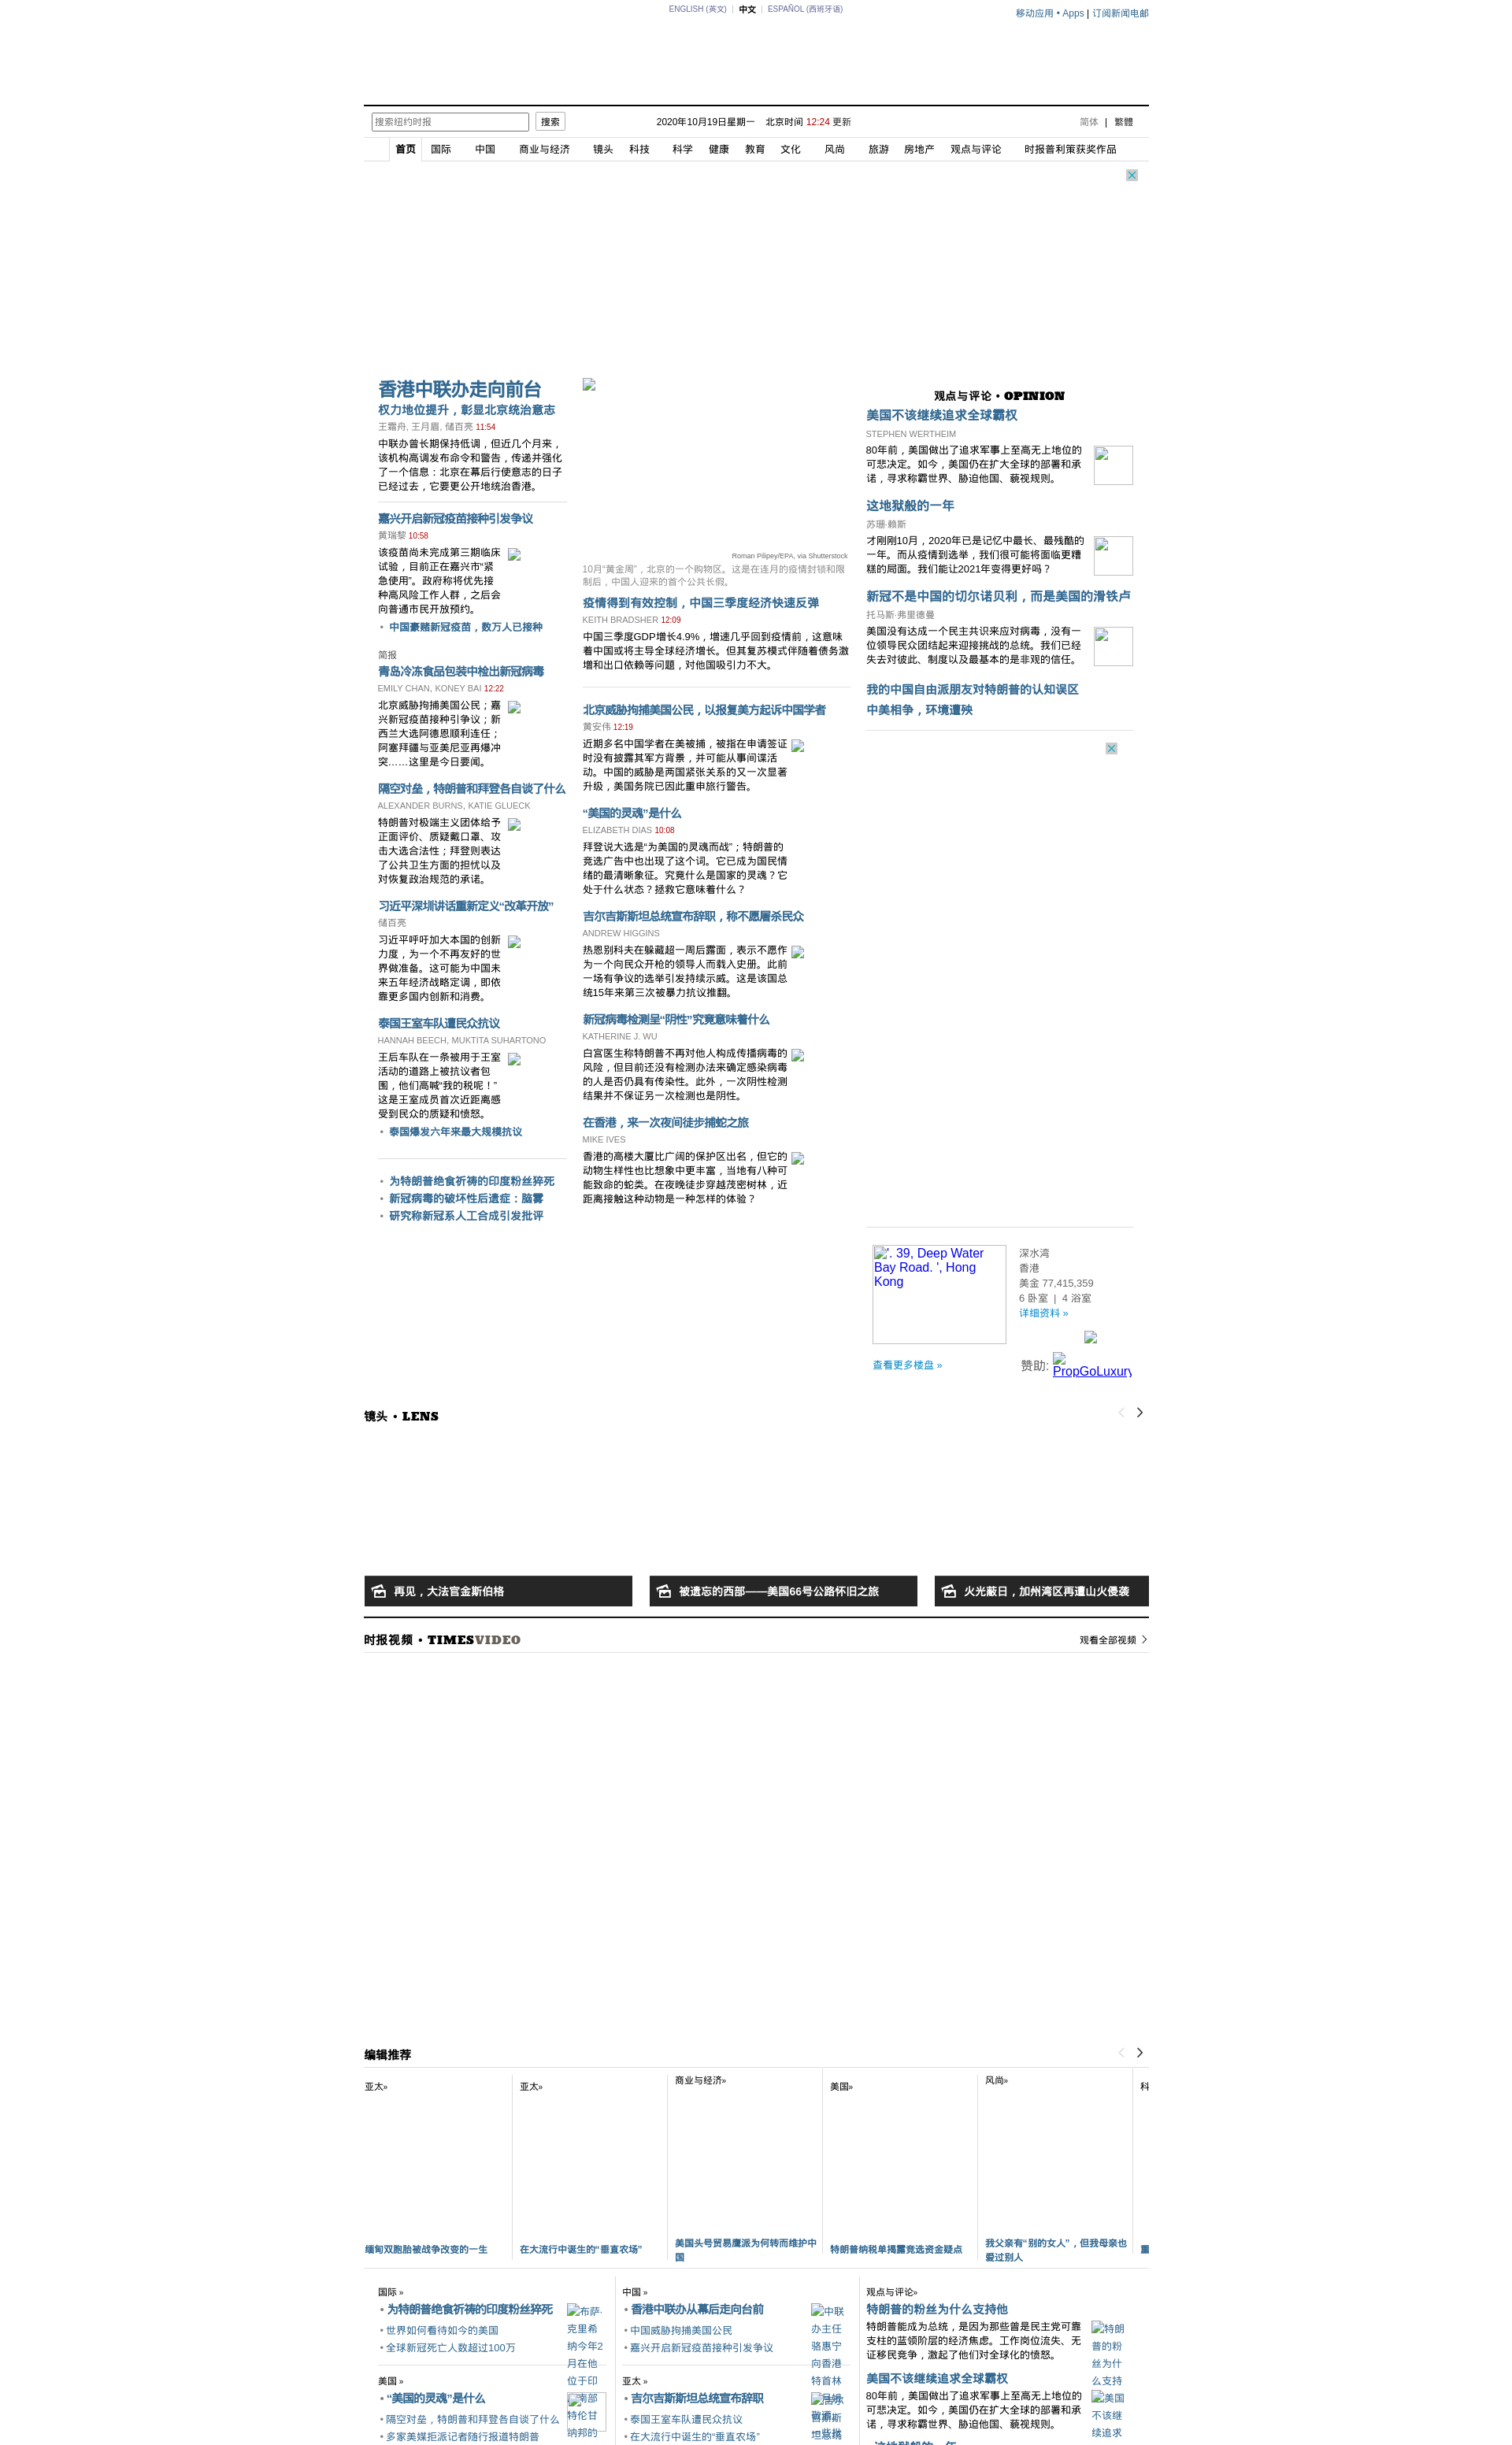 ENGLISH (英文) | 中文 | ESPAÑOL (西班牙语)
移动应用 • Apps | 订阅新闻电邮
搜索纽约时报 搜索 2020年10月19日星期一 北京时间 12:24 更新 简体 | 繁體
首页 国际 中国 商业与经济 镜头 科技 科学 健康 教育 文化 风尚 旅游 房地产 观点与评论 时报普利策获奖作品
香港中联办走向前台
权力地位提升，彰显北京统治意志
王霜舟, 王月眉, 储百亮 11:54
中联办曾长期保持低调，但近几个月来，
该机构高调发布命令和警告，传递并强化
了一个信息：北京在幕后行使意志的日子
已经过去，它要更公开地统治香港。
嘉兴开启新冠疫苗接种引发争议
黄瑞黎 10:58
该疫苗尚未完成第三期临床
试验，目前正在嘉兴市“紧
急使用”。政府称将优先接
种高风险工作人群，之后会
向普通市民开放预约。
• 中国豪赌新冠疫苗，数万人已接种
简报
青岛冷冻食品包装中检出新冠病毒
EMILY CHAN, KONEY BAI 12:22
北京威胁拘捕美国公民；嘉
兴新冠疫苗接种引争议；新
西兰大选阿德恩顺利连任；
阿塞拜疆与亚美尼亚再爆冲
突……这里是今日要闻。
隔空对垒，特朗普和拜登各自谈了什么
ALEXANDER BURNS, KATIE GLUECK
特朗普对极端主义团体给予
正面评价、质疑戴口罩、攻
击大选合法性；拜登则表达
了公共卫生方面的担忧以及
对恢复政治规范的承诺。
习近平深圳讲话重新定义“改革开放”
储百亮
习近平呼吁加大本国的创新
力度，为一个不再友好的世
界做准备。这可能为中国未
来五年经济战略定调，即依
靠更多国内创新和消费。
泰国王室车队遭民众抗议
HANNAH BEECH, MUKTITA SUHARTONO
王后车队在一条被用于王室
活动的道路上被抗议者包
围，他们高喊“我的税呢！”
这是王室成员首次近距离感
受到民众的质疑和愤怒。
• 泰国爆发六年来最大规模抗议
• 为特朗普绝食祈祷的印度粉丝猝死
• 新冠病毒的破坏性后遗症：脑雾
• 研究称新冠系人工合成引发批评
Roman Pilipey/EPA, via Shutterstock
10月“黄金周”，北京的一个购物区。这是在连月的疫情封锁和限
制后，中国人迎来的首个公共长假。
疫情得到有效控制，中国三季度经济快速反弹
KEITH BRADSHER 12:09
中国三季度GDP增长4.9%，增速几乎回到疫情前，这意味
着中国或将主导全球经济增长。但其复苏模式伴随着债务激
增和出口依赖等问题，对他国吸引力不大。
北京威胁拘捕美国公民，以报复美方起诉中国学者
黄安伟 12:19
近期多名中国学者在美被捕，被指在申请签证
时没有披露其军方背景，并可能从事间谍活
动。中国的威胁是两国紧张关系的又一次显著
升级，美国务院已因此重申旅行警告。
“美国的灵魂”是什么
ELIZABETH DIAS 10:08
拜登说大选是“为美国的灵魂而战”；特朗普的
竞选广告中也出现了这个词。它已成为国民情
绪的最清晰象征。究竟什么是国家的灵魂？它
处于什么状态？拯救它意味着什么？
吉尔吉斯斯坦总统宣布辞职，称不愿屠杀民众
ANDREW HIGGINS
热恩别科夫在躲藏超一周后露面，表示不愿作
为一个向民众开枪的领导人而载入史册。此前
一场有争议的选举引发持续示威。这是该国总
统15年来第三次被暴力抗议推翻。
新冠病毒检测呈“阴性”究竟意味着什么
KATHERINE J. WU
白宫医生称特朗普不再对他人构成传播病毒的
风险，但目前还没有检测办法来确定感染病毒
的人是否仍具有传染性。此外，一次阴性检测
结果并不保证另一次检测也是阴性。
在香港，来一次夜间徒步捕蛇之旅
MIKE IVES
香港的高楼大厦比广阔的保护区出名，但它的
动物生样性也比想象中更丰富，当地有八种可
能致命的蛇类。在夜晚徒步穿越茂密树林，近
距离接触这种动物是一种怎样的体验？
观点与评论 • OPINION
美国不该继续追求全球霸权
STEPHEN WERTHEIM
80年前，美国做出了追求军事上至高无上地位的
可悲决定。如今，美国仍在扩大全球的部署和承
诺，寻求称霸世界、胁迫他国、藐视规则。
这地狱般的一年
苏珊·赖斯
才刚刚10月，2020年已是记忆中最长、最残酷的
一年。而从疫情到选举，我们很可能将面临更糟
糕的局面。我们能让2021年变得更好吗？
新冠不是中国的切尔诺贝利，而是美国的滑铁卢
托马斯·弗里德曼
美国没有达成一个民主共识来应对病毒，没有一
位领导民众团结起来迎接挑战的总统。我们已经
失去对彼此、制度以及最基本的是非观的信任。
我的中国自由派朋友对特朗普的认知误区
中美相争，环境遭殃
'. 39, Deep Water
Bay Road. ', Hong
Kong
深水湾
香港
美金 77,415,359
6 卧室 | 4 浴室
详细资料 »
查看更多楼盘 »
赞助: PropGoLuxury
镜头 • LENS
再见，大法官金斯伯格
被遗忘的西部——美国66号公路怀旧之旅
火光蔽日，加州湾区再遭山火侵袭
时报视频 • TIMESVIDEO
观看全部视频
编辑推荐
亚太»
缅甸双胞胎被战争改变的一生
亚太»
在大流行中诞生的“垂直农场”
商业与经济»
美国头号贸易鹰派为何转而维护中
国
美国»
特朗普纳税单揭露竞选资金疑点
风尚»
我父亲有“别的女人”，但我母亲也
爱过别人
科
重
国际 »
• 为特朗普绝食祈祷的印度粉丝猝死
• 世界如何看待如今的美国
• 全球新冠死亡人数超过100万
布萨·
克里希
纳今年2
月在他
位于印
南部
特伦甘
纳邦的
美国 »
• “美国的灵魂”是什么
• 隔空对垒，特朗普和拜登各自谈了什么
• 多家美媒拒派记者随行报道特朗普
中国 »
• 香港中联办从幕后走向台前
• 中国威胁拘捕美国公民
• 嘉兴开启新冠疫苗接种引发争议
中联
办主任
骆惠宁
向香港
特首林
亚太 »
• 吉尔吉斯斯坦总统宣布辞职
• 泰国王室车队遭民众抗议
• 在大流行中诞生的“垂直农场”
观点与评论»
特朗普的粉丝为什么支持他
特朗普能成为总统，是因为那些曾是民主党可靠
支柱的蓝领阶层的经济焦虑。工作岗位流失、无
证移民竞争，激起了他们对全球化的愤怒。
特朗
普的粉
丝为什
么支持
美国不该继续追求全球霸权
80年前，美国做出了追求军事上至高无上地位的
可悲决定。如今，美国仍在扩大全球的部署和承
诺，寻求称霸世界、胁迫他国、藐视规则。
美国
不该继
续追求